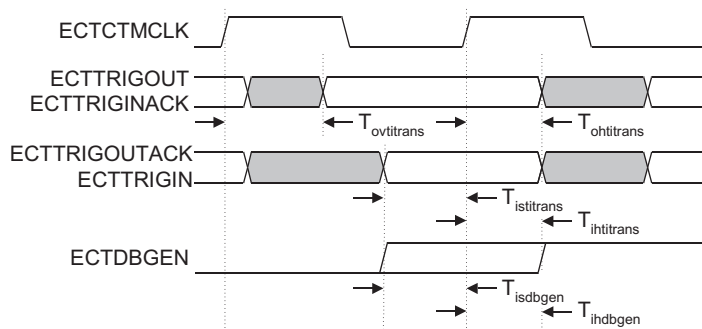 ECTCTMCLK
ECTTRIGOUT
ECTTRIGINACK
Tovtitrans
Tohtitrans
ECTTRIGOUTACK
ECTTRIGIN
Tistitrans
Tihtitrans
ECTDBGEN
Tisdbgen
Tihdbgen